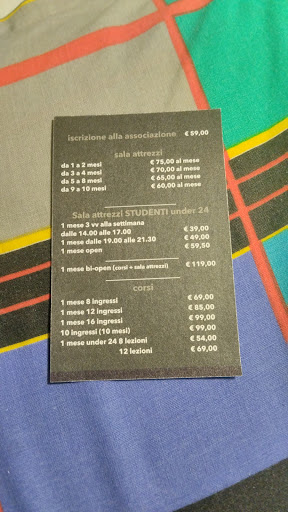 iscrizione alla associazione € 59,00
sala attrezzi
da 1 a 2 mesi € 75,00 al mese
da 3 a 4 mesi € 70,00 al mese
da 5 a 8 mesi € 65,00 al mese
da 9 a 10 mesi € 60,00 al mese
Sala attrezzi STUDENTI under 24
1 mese 3 vv alla settimana
dalle 14.00 alle 17.00 € 39,00
1 mese dalle 19.00 alle 21.30 € 49,00
1 mese open € 59,50
1 mese bi-open (corsi + sala attrezzi) € 119,00
corsi
1 mese 8 ingressi € 69,00
1 mese 12 ingressi € 85,00
1 mese 16 ingressi € 99,00
10 ingressi (10 mesi) € 99,00
1 mese under 24 8 lezioni € 54,00
12 lezioni € 69,00